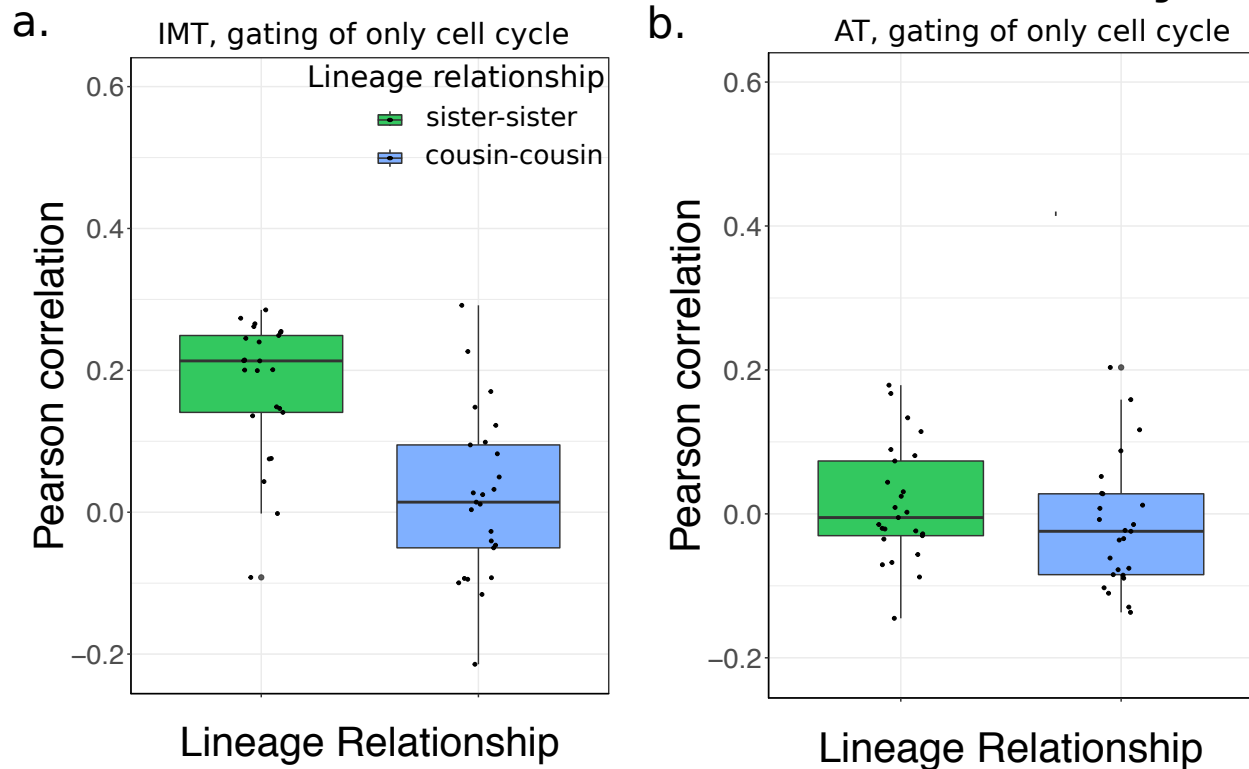 a.
IMT, gating of only cell cycle
Lineage relationship
sister-sister
cousin-cousin
Pearson correlation
0.6
0.4
0.2
0.0
−0.2
Lineage Relationship
b.
AT, gating of only cell cycle
Pearson correlation
0.6
0.4
0.2
0.0
−0.2
Lineage Relationship